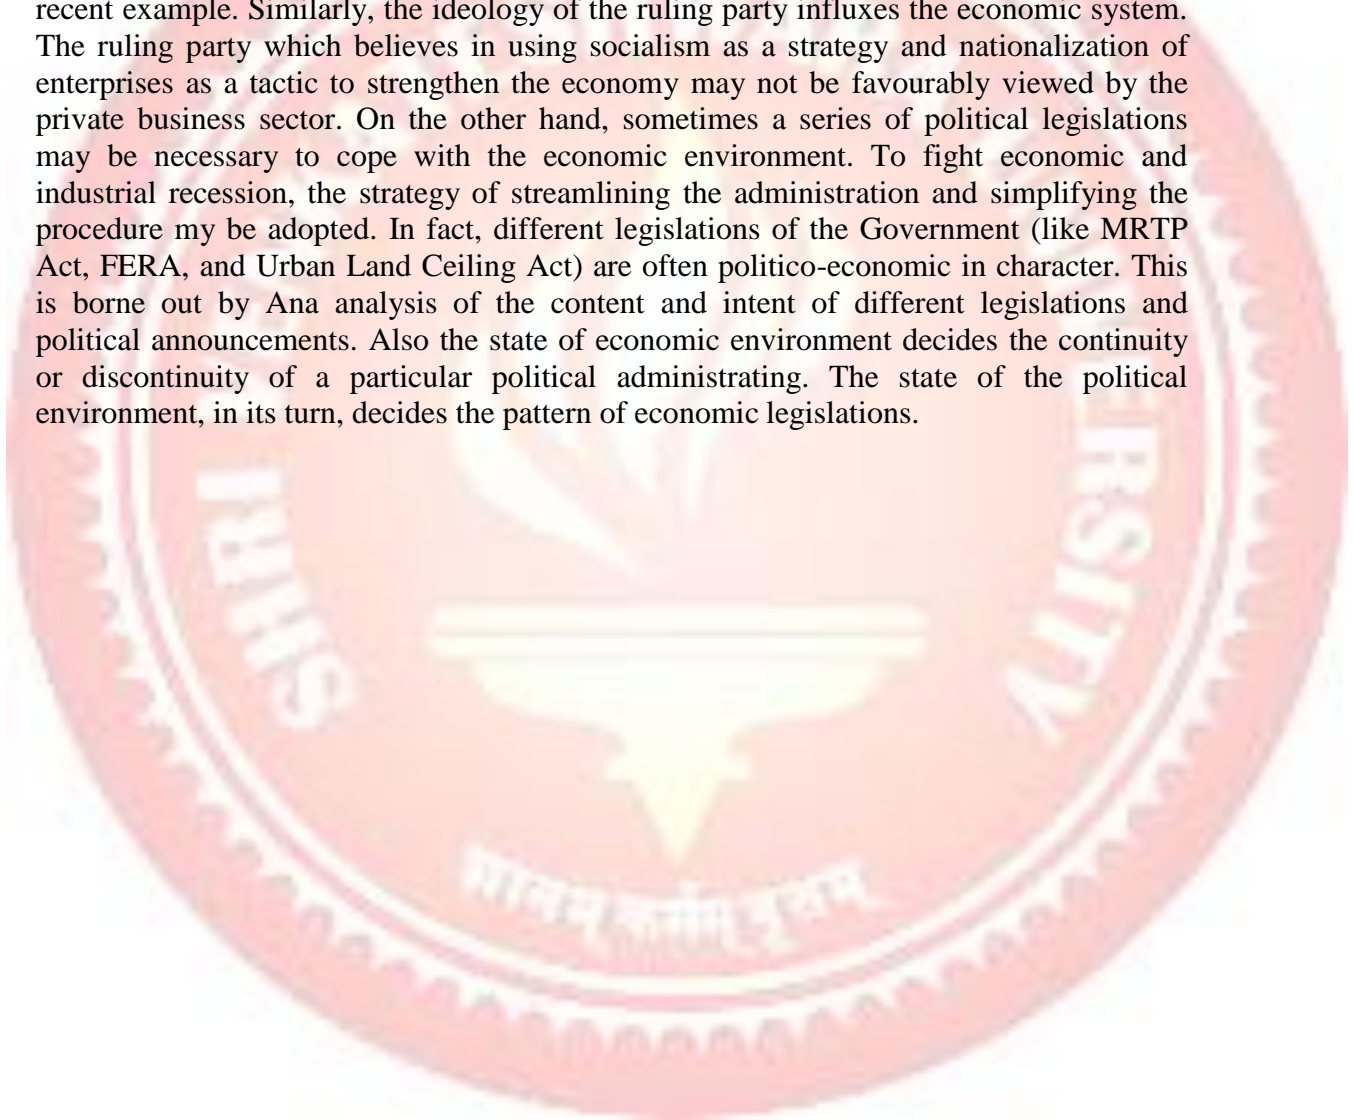 recent example. Similarly, the ideology of the ruling party influxes the economic system.
The ruling party which believes in using socialism as a strategy and nationalization of
enterprises as a tactic to strengthen the economy may not be favourably viewed by the
private business sector. On the other hand, sometimes a series of political legislations
may be necessary to cope with the economic environment. To fight economic and
industrial recession, the strategy of streamlining the administration and simplifying the
procedure my be adopted. In fact, different legislations of the Government (like MRTP
Act, FERA, and Urban Land Ceiling Act) are often politico-economic in character. This
is borne out by Ana analysis of the content and intent of different legislations and
political announcements. Also the state of economic environment decides the continuity
or discontinuity of a particular political administrating. The state of the political
environment, in its turn, decides the pattern of economic legislations.
SHRI
UNIVERSITY